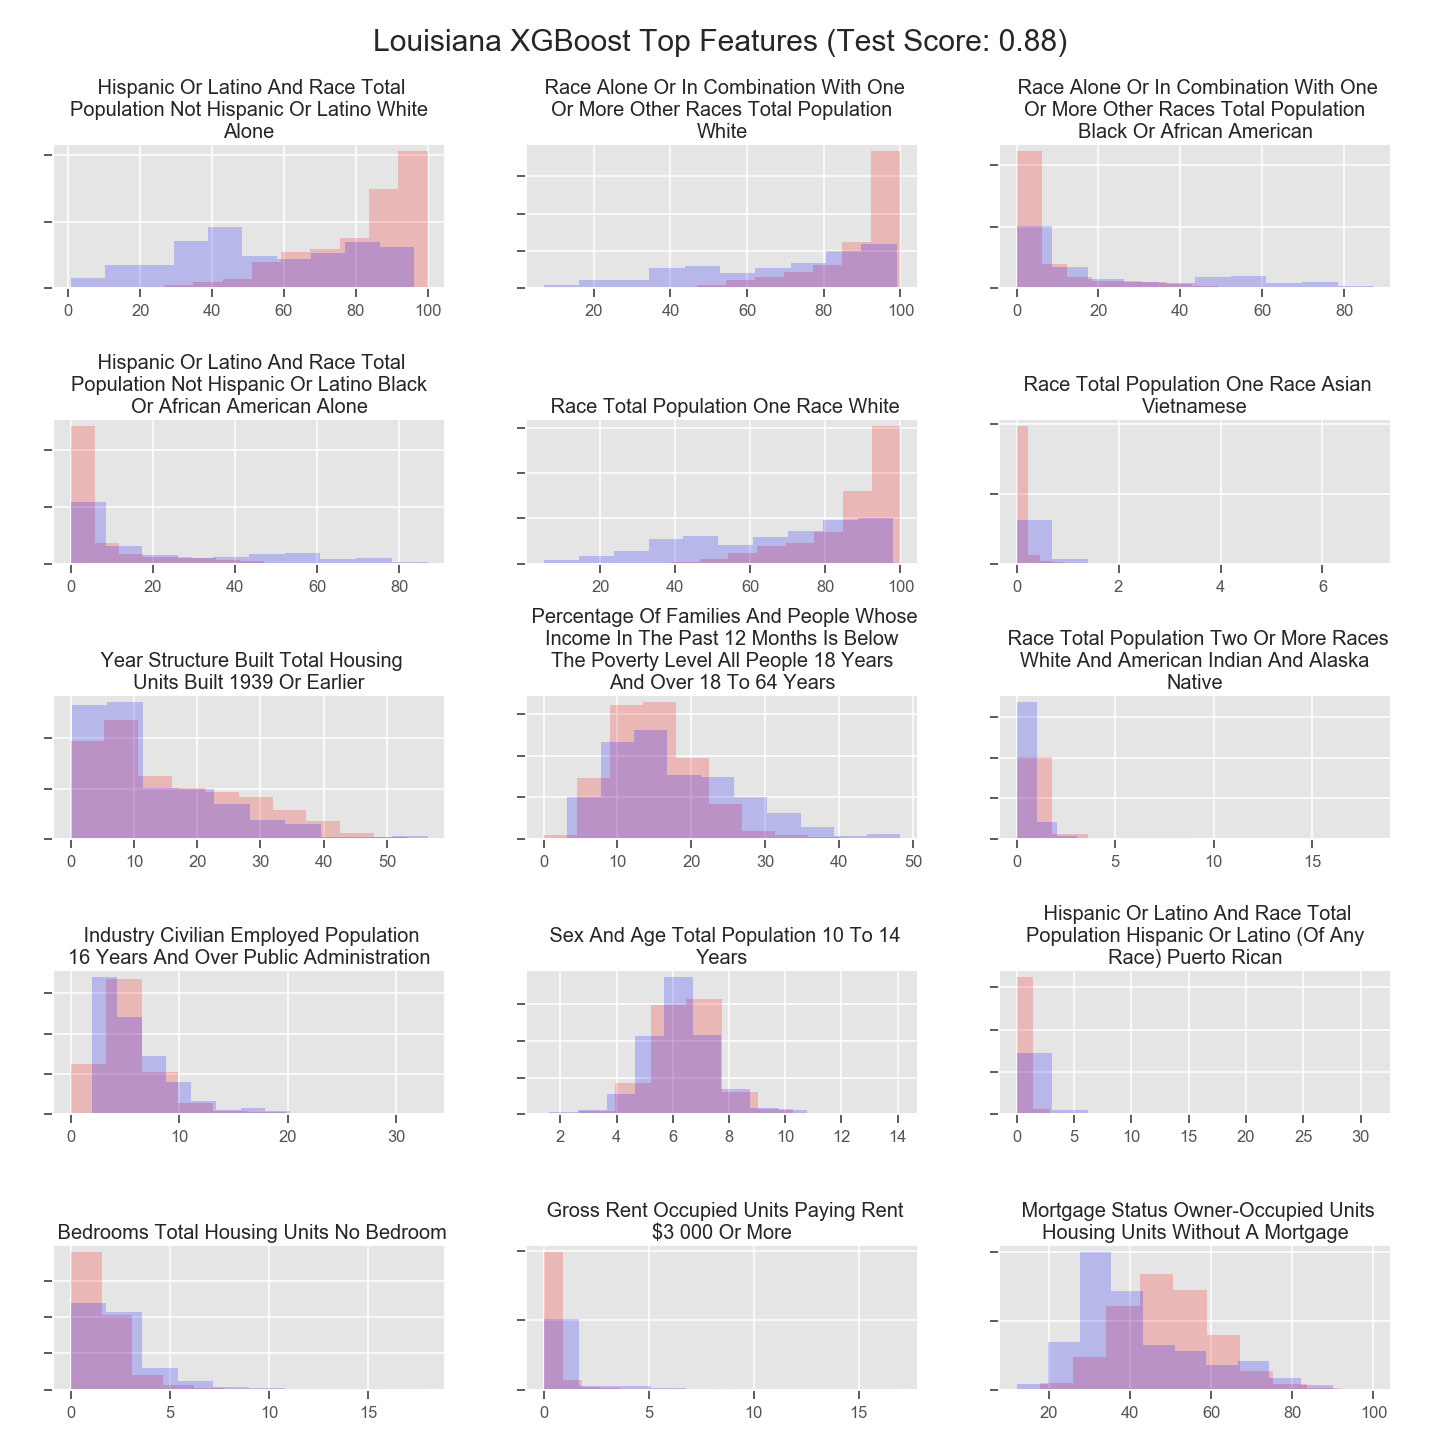 Louisiana XGBoost Top Features (Test Score: 0.88)
Hispanic Or Latino And Race Total
Population Not Hispanic Or Latino White
Alone
0 20 40 60 80 100
Race Alone Or In Combination With One
Or More Other Races Total Population
White
20 40 60 80 100
Race Alone Or In Combination With One
Or More Other Races Total Population
Black Or African American
0 20 40 60 80
Hispanic Or Latino And Race Total
Population Not Hispanic Or Latino Black
Or African American Alone
0 20 40 60 80
Race Total Population One Race White
20 40 60 80 100
Race Total Population One Race Asian
Vietnamese
0 2 4 6
Year Structure Built Total Housing
Units Built 1939 Or Earlier
0 10 20 30 40 50
Percentage Of Families And People Whose
Income In The Past 12 Months Is Below
The Poverty Level All People 18 Years
And Over 18 To 64 Years
0 10 20 30 40 50
Race Total Population Two Or More Races
White And American Indian And Alaska
Native
0 5 10 15
Industry Civilian Employed Population
16 Years And Over Public Administration
0 10 20 30
Sex And Age Total Population 10 To 14
Years
2 4 6 8 10 12 14
Hispanic Or Latino And Race Total
Population Hispanic Or Latino (Of Any
Race) Puerto Rican
0 5 10 15 20 25 30
Bedrooms Total Housing Units No Bedroom
0 5 10 15
Gross Rent Occupied Units Paying Rent
$3 000 Or More
0 5 10 15
Mortgage Status Owner-Occupied Units
Housing Units Without A Mortgage
20 40 60 80 100